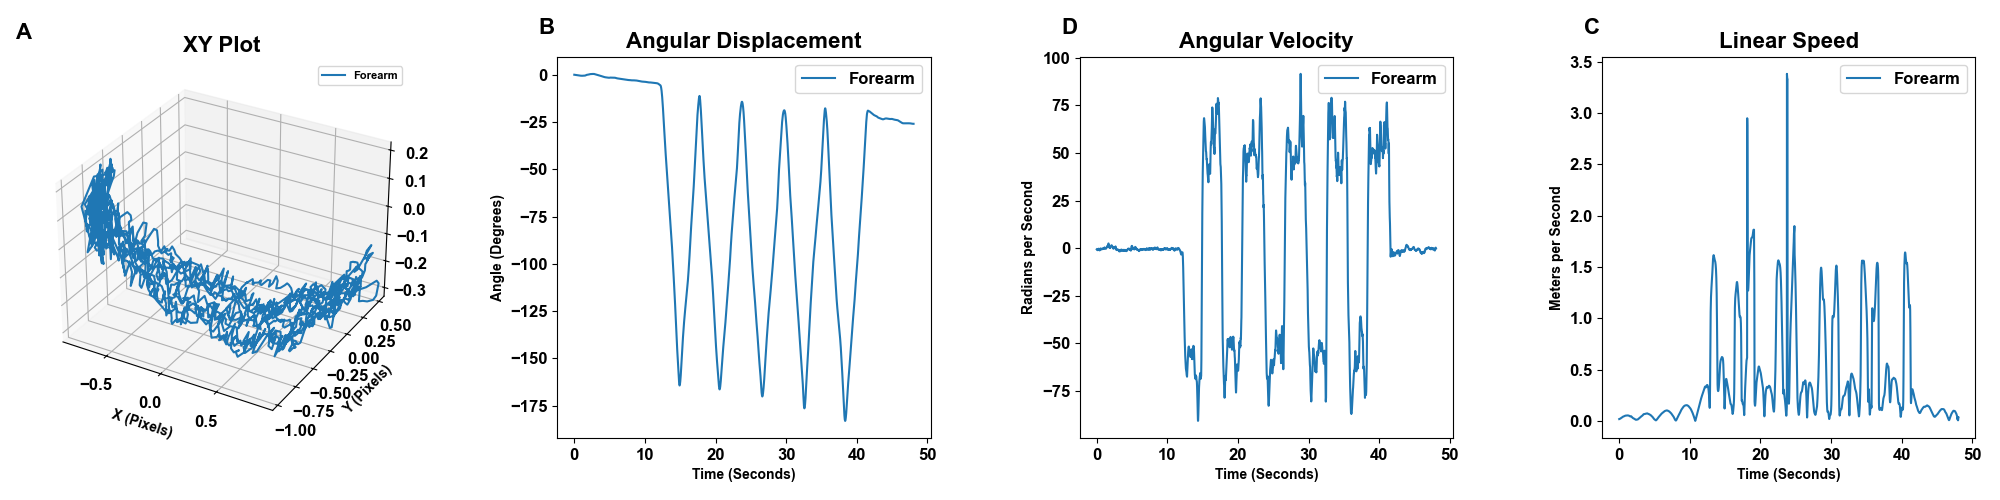 A
XY Plot
Forearm
0.2
0.1
0.0
−0.1
−0.2
−0.3
0.50
0.25
0.00
−0.25
−0.50
−0.75
−1.00
Y (Pixels)
−0.5
0.0
0.5
X (Pixels)
B
Angular Displacement
Forearm
0
−25
−50
−75
−100
−125
−150
−175
Angle (Degrees)
0 10 20 30 40 50
Time (Seconds)
D
Angular Velocity
Forearm
100
75
50
25
0
−25
−50
−75
Radians per Second
0 10 20 30 40 50
Time (Seconds)
C
Linear Speed
Forearm
3.5
3.0
2.5
2.0
1.5
1.0
0.5
0.0
Meters per Second
0 10 20 30 40 50
Time (Seconds)